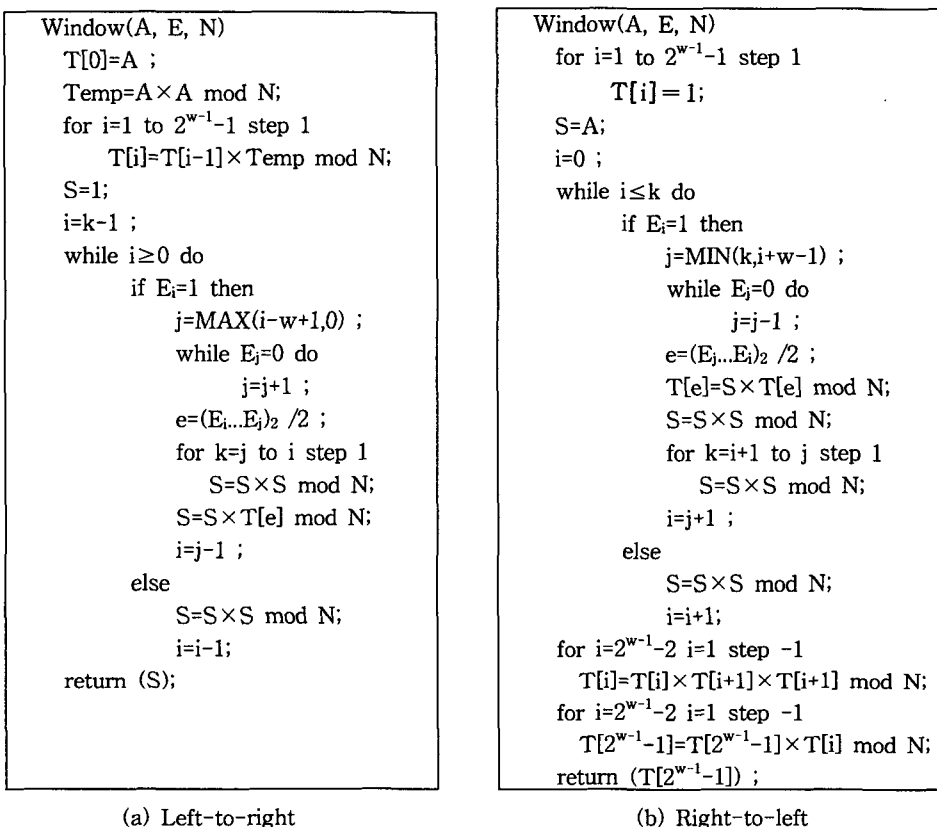 Window(A, E, N)
T[0]=A ;
Temp=A×A mod N;
for i=1 to 2^{w-1}-1 step 1
T[i]=T[i-1]×Temp mod N;
S=1;
i=k-1 ;
while i≥0 do
if E_i=1 then
j=MAX(i-w+1,0) ;
while E_j=0 do
j=j+1 ;
e=(E_i...E_j)_2 /2 ;
for k=j to i step 1
S=S×S mod N;
S=S×T[e] mod N;
i=j-1 ;
else
S=S×S mod N;
i=i-1;
return (S);
(a) Left-to-right
Window(A, E, N)
for i=1 to 2^{w-1}-1 step 1
T[i]=1;
S=A;
i=0 ;
while i≤k do
if E_i=1 then
j=MIN(k,i+w-1) ;
while E_j=0 do
j=j-1 ;
e=(E_j...E_i)_2 /2 ;
T[e]=S×T[e] mod N;
S=S×S mod N;
for k=i+1 to j step 1
S=S×S mod N;
i=j+1 ;
else
S=S×S mod N;
i=i+1;
for i=2^{w-1}-2 i=1 step -1
T[i]=T[i]×T[i+1]×T[i+1] mod N;
for i=2^{w-1}-2 i=1 step -1
T[2^{w-1}-1]=T[2^{w-1}-1]×T[i] mod N;
return (T[2^{w-1}-1]) ;
(b) Right-to-left